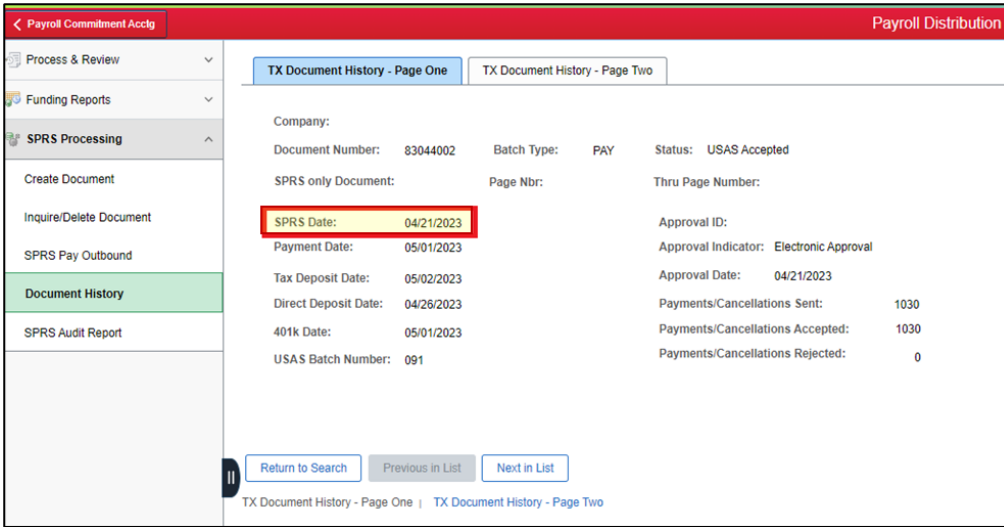 Payroll Commitment Acctg
Payroll Distribution
Process & Review
Funding Reports
SPRS Processing
Create Document
Inquire/Delete Document
SPRS Pay Outbound
Document History
SPRS Audit Report
TX Document History - Page One TX Document History - Page Two
Company:
Document Number: 83044002 Batch Type: PAY Status: USAS Accepted
SPRS only Document: Page Nbr: Thru Page Number:
SPRS Date: 04/21/2023 Approval ID:
Payment Date: 05/01/2023 Approval Indicator: Electronic Approval
Tax Deposit Date: 05/02/2023 Approval Date: 04/21/2023
Direct Deposit Date: 04/26/2023 Payments/Cancellations Sent: 1030
401k Date: 05/01/2023 Payments/Cancellations Accepted: 1030
USAS Batch Number: 091 Payments/Cancellations Rejected: 0
Return to Search Previous in List Next in List
TX Document History - Page One | TX Document History - Page Two